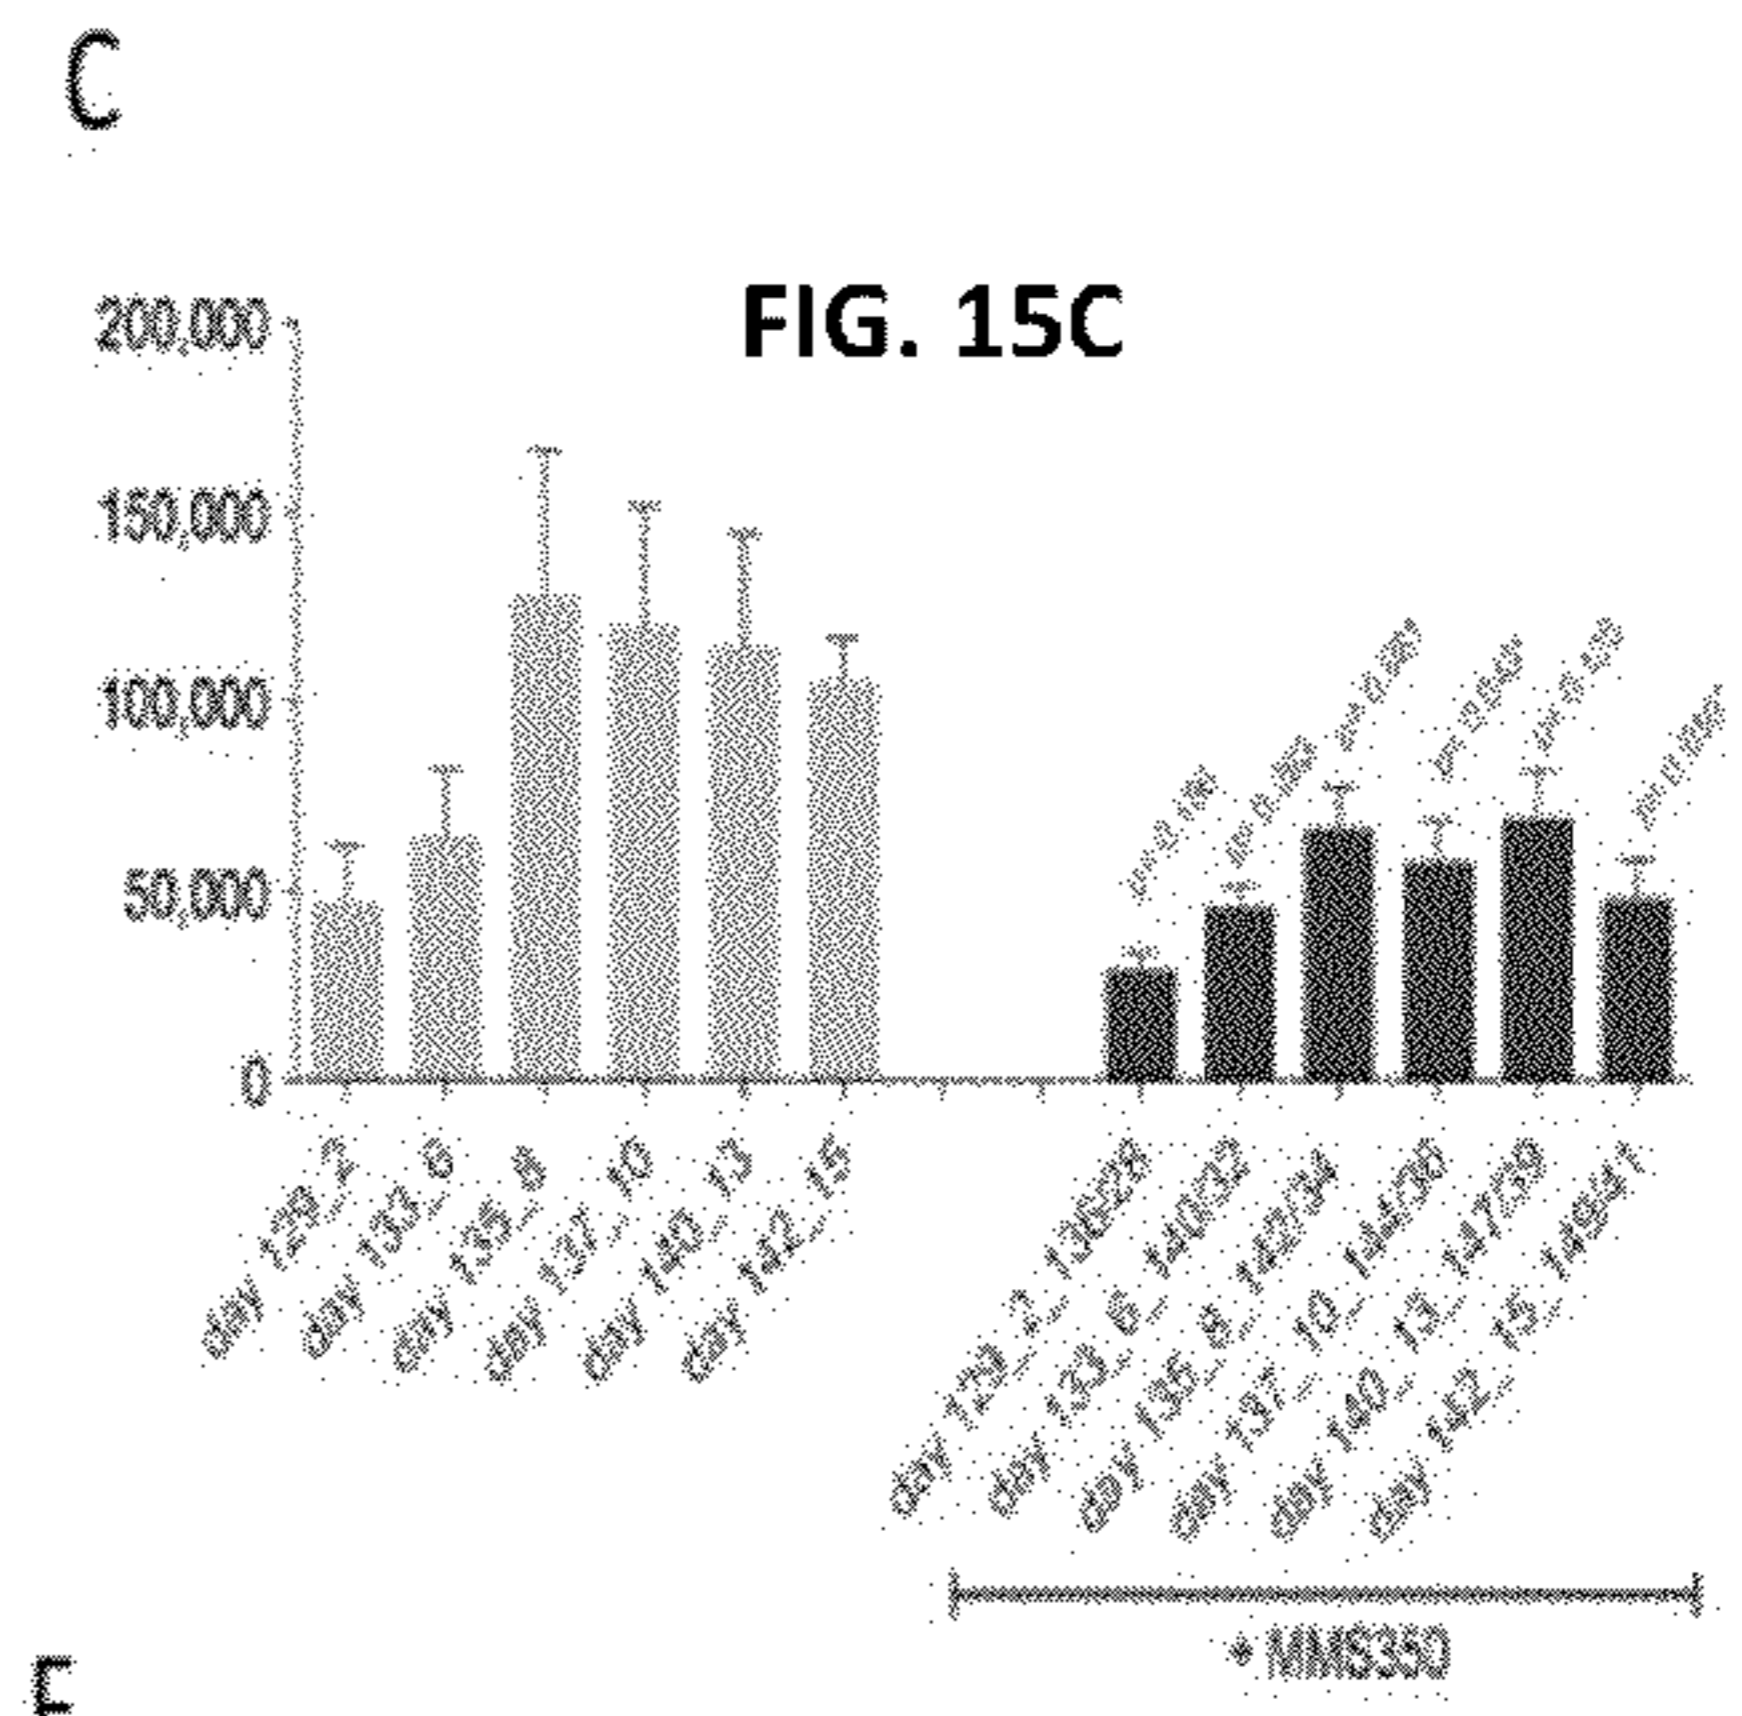 C
FIG. 15C
200,000
150,000
100,000
50,000
0
day 129_2
day 133_6
day 135_8
day 137_10
day 140_13
day 142_15
day 129_2_136/28
day 133_6_140/32
day 135_8_142/34
day 137_10_144/36
day 140_13_147/39
day 142_15_149/41
+ MMS350